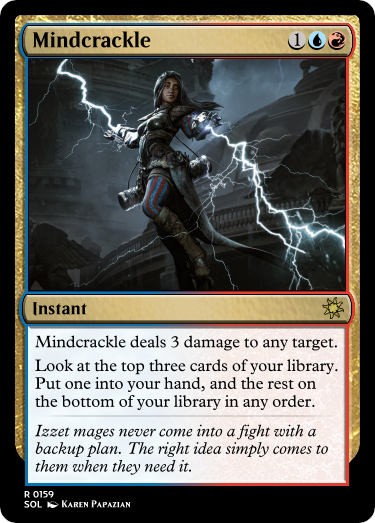 Mindcrackle 1
Instant
Mindcrackle deals 3 damage to any target.
Look at the top three cards of your library.
Put one into your hand, and the rest on
the bottom of your library in any order.
Izzet mages never come into a fight with a
backup plan. The right idea simply comes to
them when they need it.
R 0159
SOL Karen Papazian